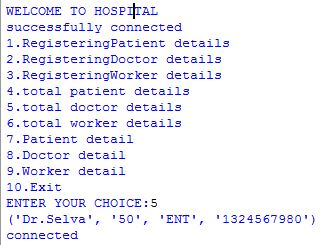 WELCOME TO HOSPITAL
successfully connected
1.RegisteringPatient details
2.RegisteringDoctor details
3.RegisteringWorker details
4.total patient details
5.total doctor details
6.total worker details
7.Patient detail
8.Doctor detail
9.Worker detail
10.Exit
ENTER YOUR CHOICE:5
('Dr.Selva', '50', 'ENT', '1324567980')
connected